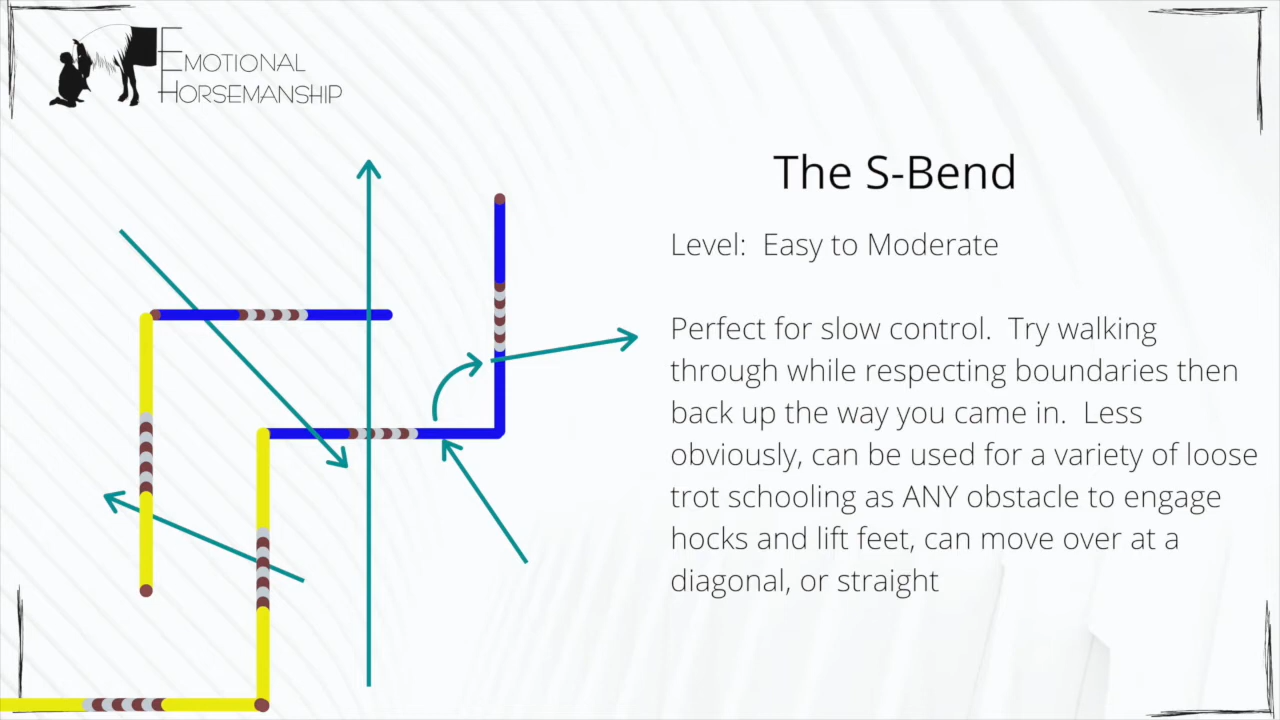 EMOTIONAL
HORSEMANSHIP
The S-Bend
Level:  Easy to Moderate
Perfect for slow control.  Try walking
through while respecting boundaries then
back up the way you came in.  Less
obviously, can be used for a variety of loose
trot schooling as ANY obstacle to engage
hocks and lift feet, can move over at a
diagonal, or straight